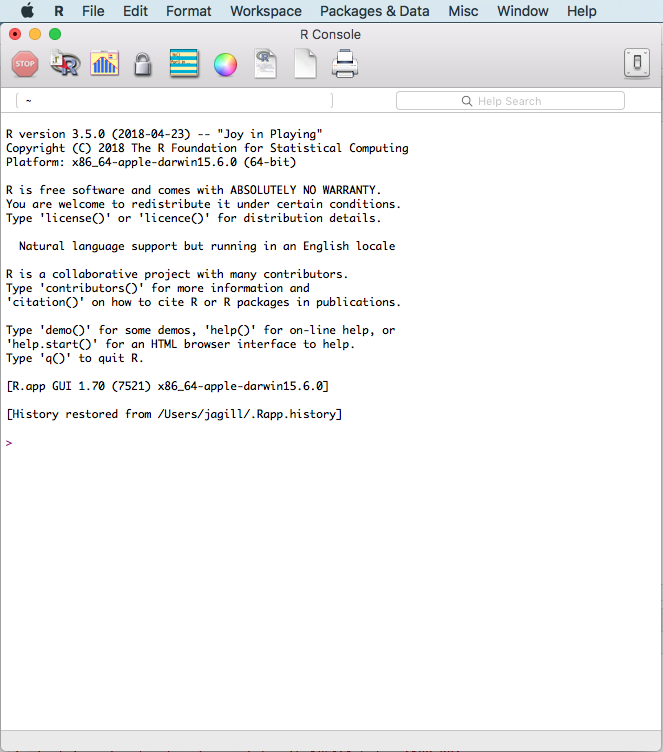 R File Edit Format Workspace Packages & Data Misc Window Help
R Console
STOP
~
Help Search
R version 3.5.0 (2018-04-23) -- "Joy in Playing"
Copyright (C) 2018 The R Foundation for Statistical Computing
Platform: x86_64-apple-darwin15.6.0 (64-bit)
R is free software and comes with ABSOLUTELY NO WARRANTY.
You are welcome to redistribute it under certain conditions.
Type 'license()' or 'licence()' for distribution details.
Natural language support but running in an English locale
R is a collaborative project with many contributors.
Type 'contributors()' for more information and
'citation()' on how to cite R or R packages in publications.
Type 'demo()' for some demos, 'help()' for on-line help, or
'help.start()' for an HTML browser interface to help.
Type 'q()' to quit R.
[R.app GUI 1.70 (7521) x86_64-apple-darwin15.6.0]
[History restored from /Users/jagill/.Rapp.history]
>